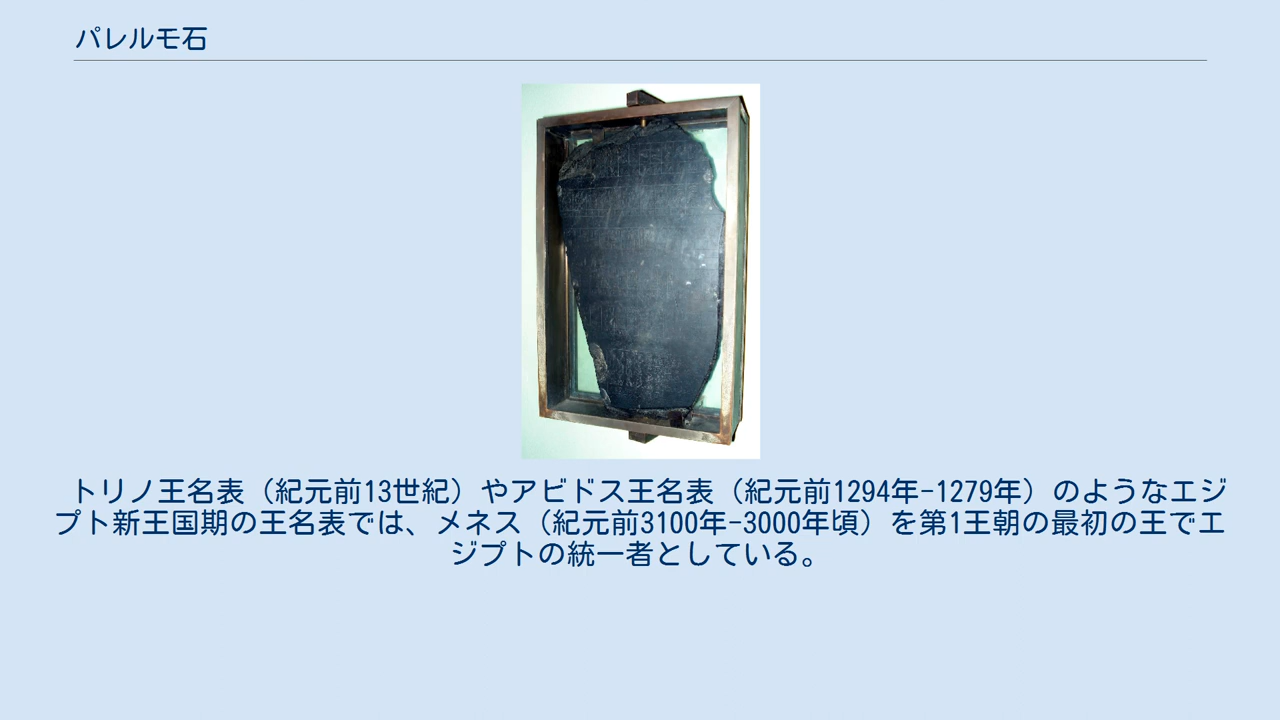 パレルモ石
トリノ王名表（紀元前13世紀）やアビドス王名表（紀元前1294年-1279年）のようなエジ
プト新王国期の王名表では、メネス（紀元前3100年-3000年頃）を第1王朝の最初の王でエ
ジプトの統一者としている。